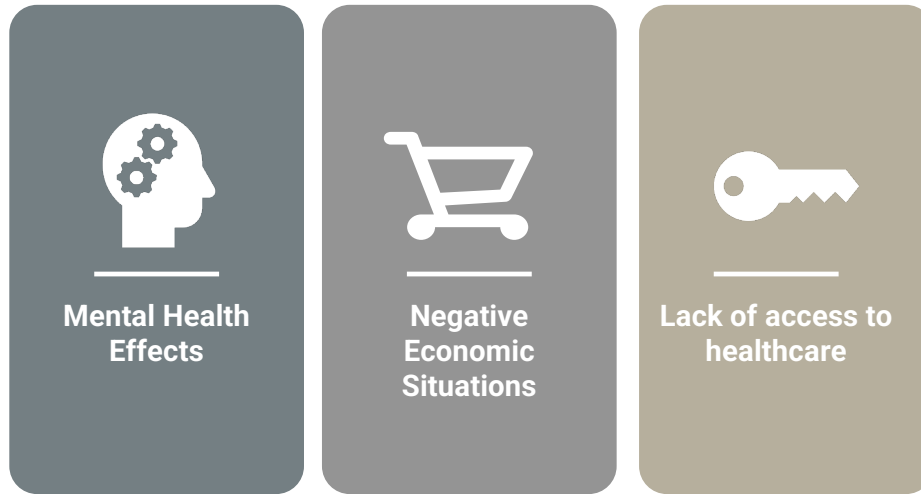 Mental Health
Effects
Negative
Economic
Situations
Lack of access to
healthcare